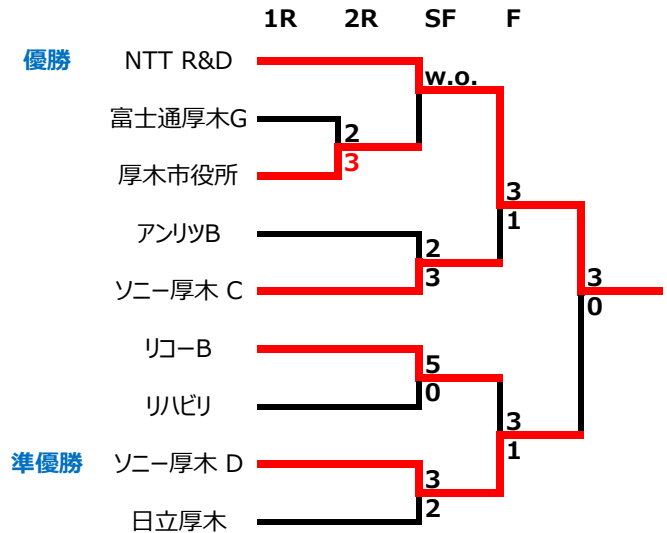 1R 2R SF F
優勝 NTT R&D
w.o.
富士通厚木G
2
3
厚木市役所
3
1
アンリツB
2
3
ソニー厚木 C
3
0
リコーB
5
0
リハビリ
3
1
準優勝 ソニー厚木 D
3
2
日立厚木